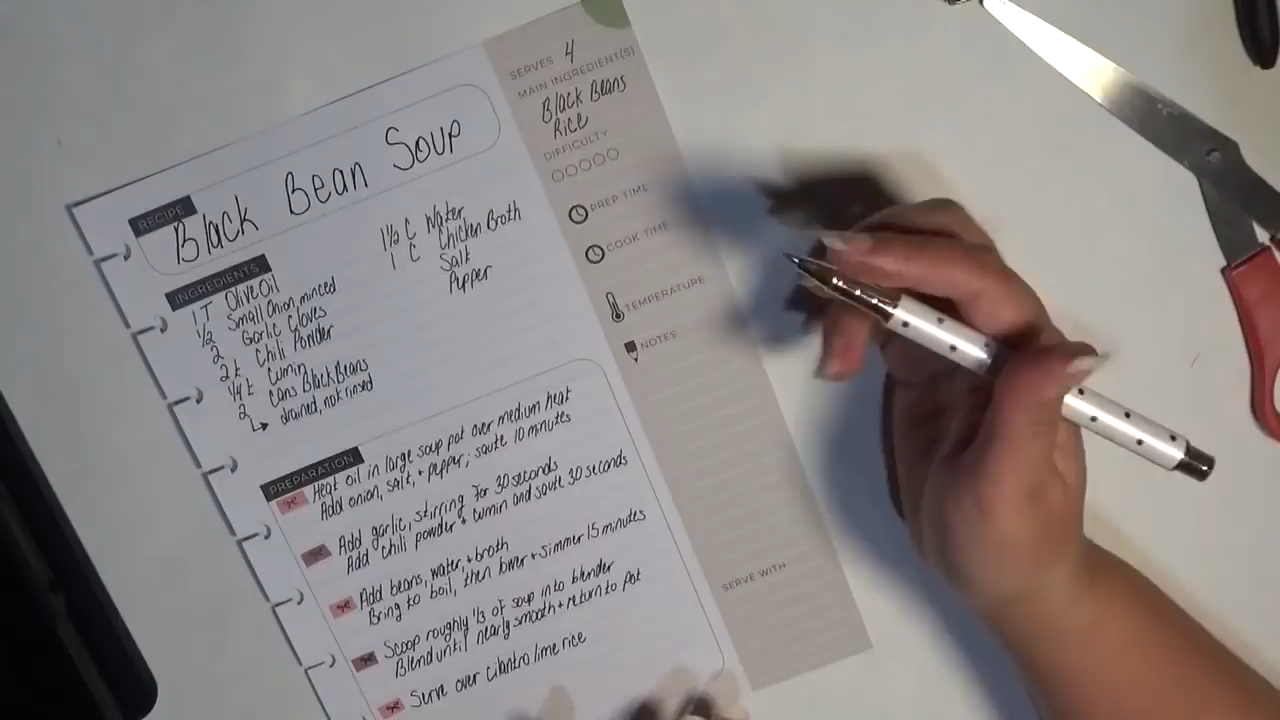 RECIPE
Black Bean Soup
INGREDIENTS
1 T Olive Oil
1/2 Small Onion, minced
2 Garlic Cloves
2 t Chili Powder
1/4 t Cumin
2 Cans Black Beans
drained, not rinsed
1 1/2 C Water
1 C Chicken Broth
Salt
Pepper
PREPARATION
Heat oil in large soup pot over medium heat
Add onion, salt, + pepper; saute 10 minutes
Add garlic, stirring for 30 seconds
Add chili powder + cumin and saute 30 seconds
Add beans, water, + broth
Bring to boil, then lower + simmer 15 minutes
Scoop roughly 1/3 of soup into blender
Blend until nearly smooth + return to pot
Serve over cilantro lime rice
SERVES 4
MAIN INGREDIENT(S)
Black Beans
Rice
DIFFICULTY
PREP TIME
COOK TIME
TEMPERATURE
NOTES
SERVE WITH